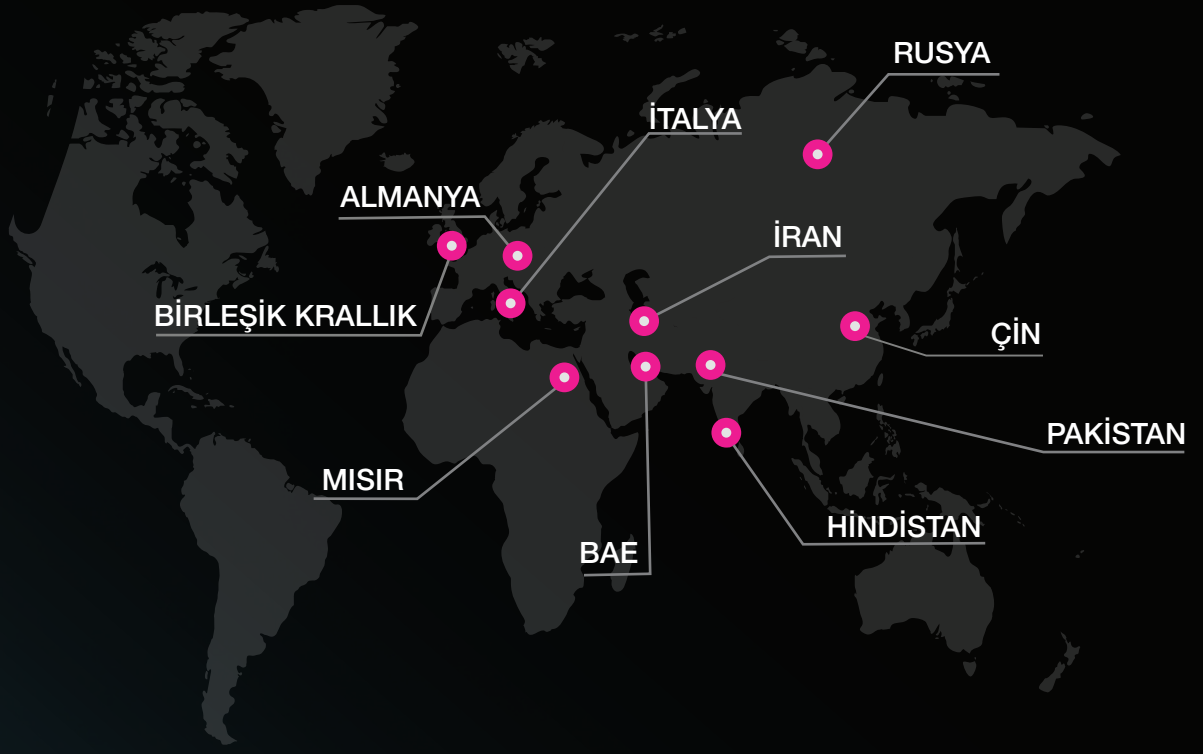 RUSYA
İTALYA
ALMANYA
İRAN
BİRLEŞİK KRALLIK
ÇİN
PAKİSTAN
MISIR
HİNDİSTAN
BAE